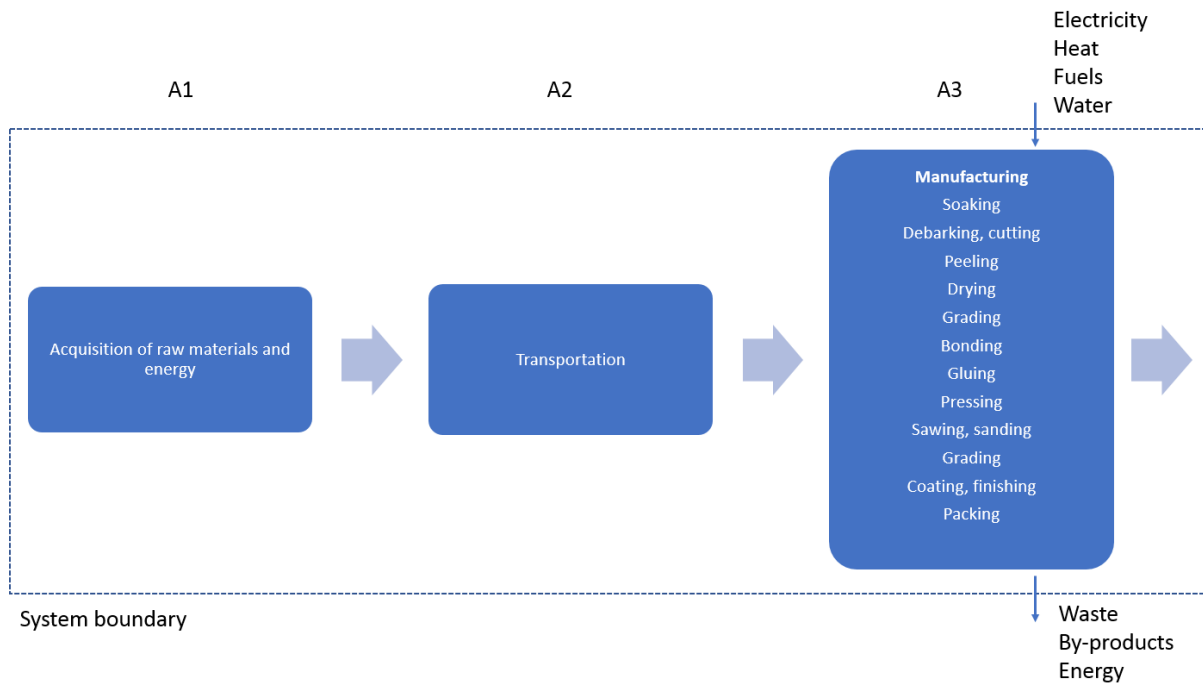 A1
A2
A3
Electricity
Heat
Fuels
Water
Acquisition of raw materials and
energy
Transportation
Manufacturing
Soaking
Debarking, cutting
Peeling
Drying
Grading
Bonding
Gluing
Pressing
Sawing, sanding
Grading
Coating, finishing
Packing
System boundary
Waste
By-products
Energy